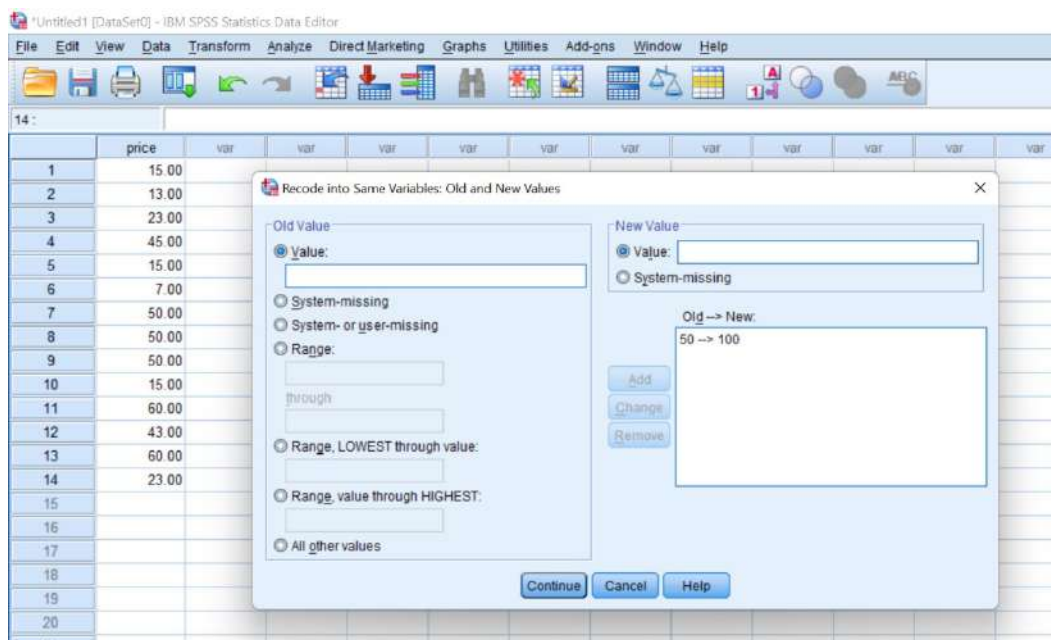 *Untitled1 [DataSet0] - IBM SPSS Statistics Data Editor
File Edit View Data Transform Analyze Direct Marketing Graphs Utilities Add-ons Window Help
A
1
ABC
14 :
price var var var var var var var var var var var
1 15.00
2 13.00
3 23.00
4 45.00
5 15.00
6 7.00
7 50.00
8 50.00
9 50.00
10 15.00
11 60.00
12 43.00
13 60.00
14 23.00
15
16
17
18
19
20
Recode into Same Variables: Old and New Values
Old Value
Value:
System-missing
System- or user-missing
Range:
through
Range, LOWEST through value:
Range, value through HIGHEST:
All other values
New Value
Value:
System-missing
Old --> New:
50 --> 100
Add
Change
Remove
Continue Cancel Help